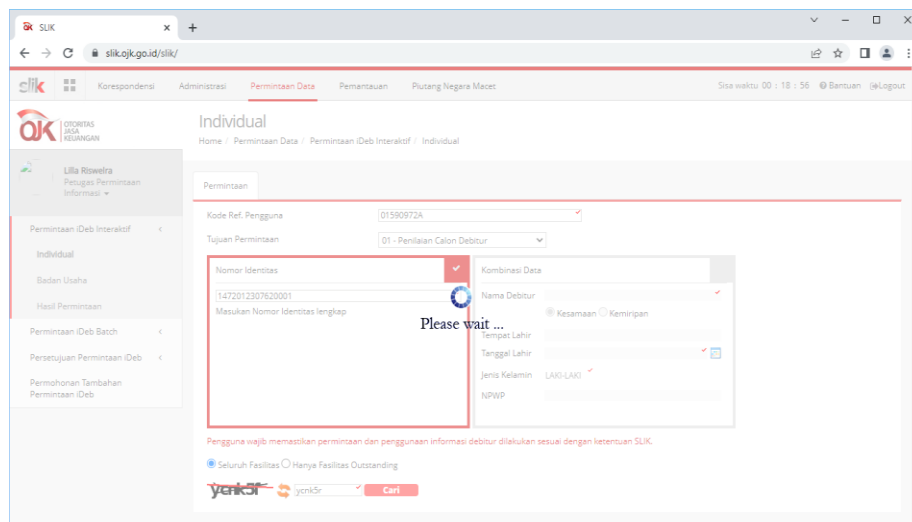 SLIK
slik.ojk.go.id/slik/
slik Korespondensi Administrasi Permintaan Data Pemantauan Piutang Negara Macet Sisa waktu 00 : 18 : 56 Bantuan Logout
OJK OTORITAS JASA KEUANGAN
Individual
Home / Permintaan Data / Permintaan iDeb Interaktif / Individual
Lilla Risweira
Petugas Permintaan
Informasi
Permintaan iDeb Interaktif
Individual
Badan Usaha
Hasil Permintaan
Permintaan iDeb Batch
Persetujuan Permintaan iDeb
Permohonan Tambahan
Permintaan iDeb
Permintaan
Kode Ref. Pengguna 01590972A
Tujuan Permintaan 01 - Penilaian Calon Debitur
Nomor Identitas
1472012307620001
Masukan Nomor Identitas lengkap
Please wait ...
Kombinasi Data
Nama Debitur
Kesamaan Kemiripan
Tempat Lahir
Tanggal Lahir
Jenis Kelamin LAKI-LAKI
NPWP
Pengguna wajib memastikan permintaan dan penggunaan informasi debitur dilakukan sesuai dengan ketentuan SLIK.
Seluruh Fasilitas Hanya Fasilitas Outstanding
ycnk5r ycnk5r Cari